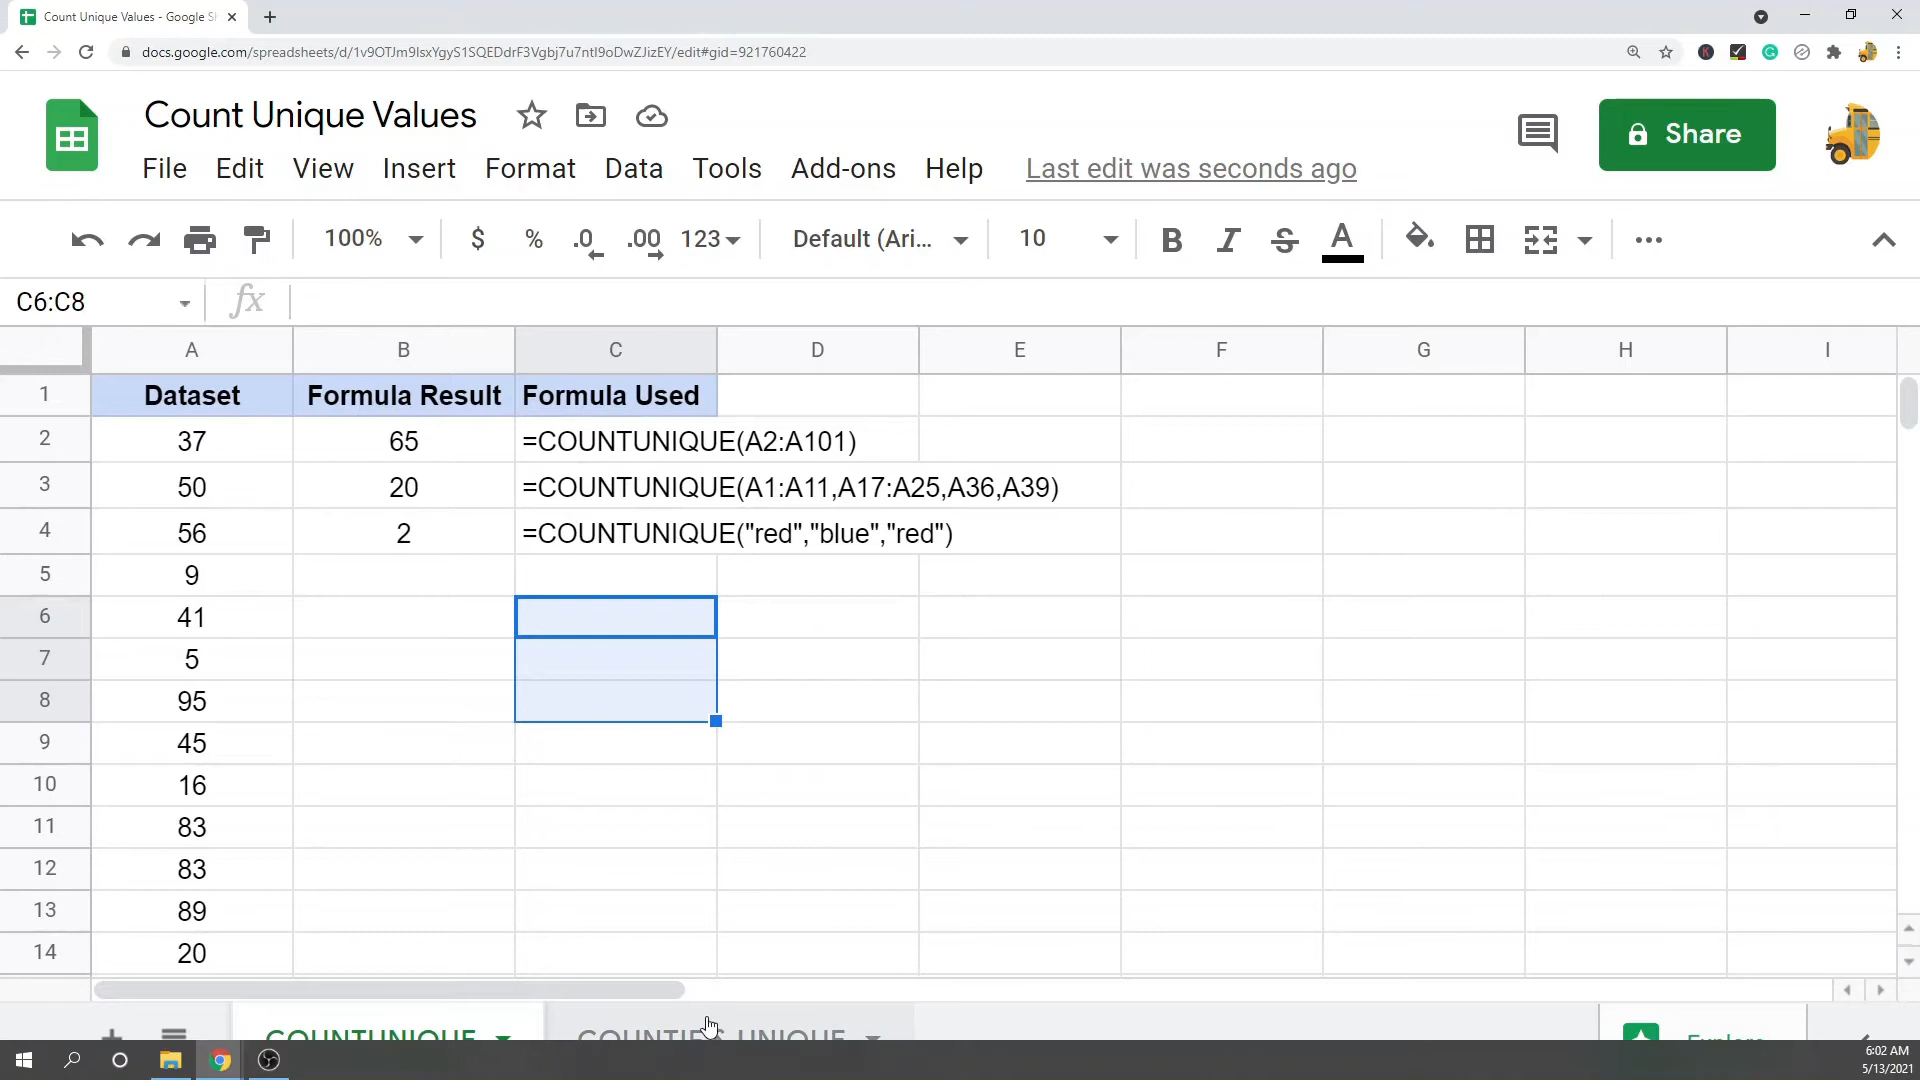 Count Unique Values - Google Sh
docs.google.com/spreadsheets/d/1v9OTJm9IsxYgyS1SQEDdrF3Vgbj7u7ntI9oDwZJizEY/edit#gid=921760422
Count Unique Values
Share
File Edit View Insert Format Data Tools Add-ons Help Last edit was seconds ago
100% $ % .0 .00 123 Default (Ari... 10 B I S A
C6:C8 fx
A B C D E F G H I
1 Dataset Formula Result Formula Used
2 37 65 =COUNTUNIQUE(A2:A101)
3 50 20 =COUNTUNIQUE(A1:A11,A17:A25,A36,A39)
4 56 2 =COUNTUNIQUE("red","blue","red")
5 9
6 41
7 5
8 95
9 45
10 16
11 83
12 83
13 89
14 20
COUNTUNIQUE UNIQUE Explore
6:02 AM
5/13/2021